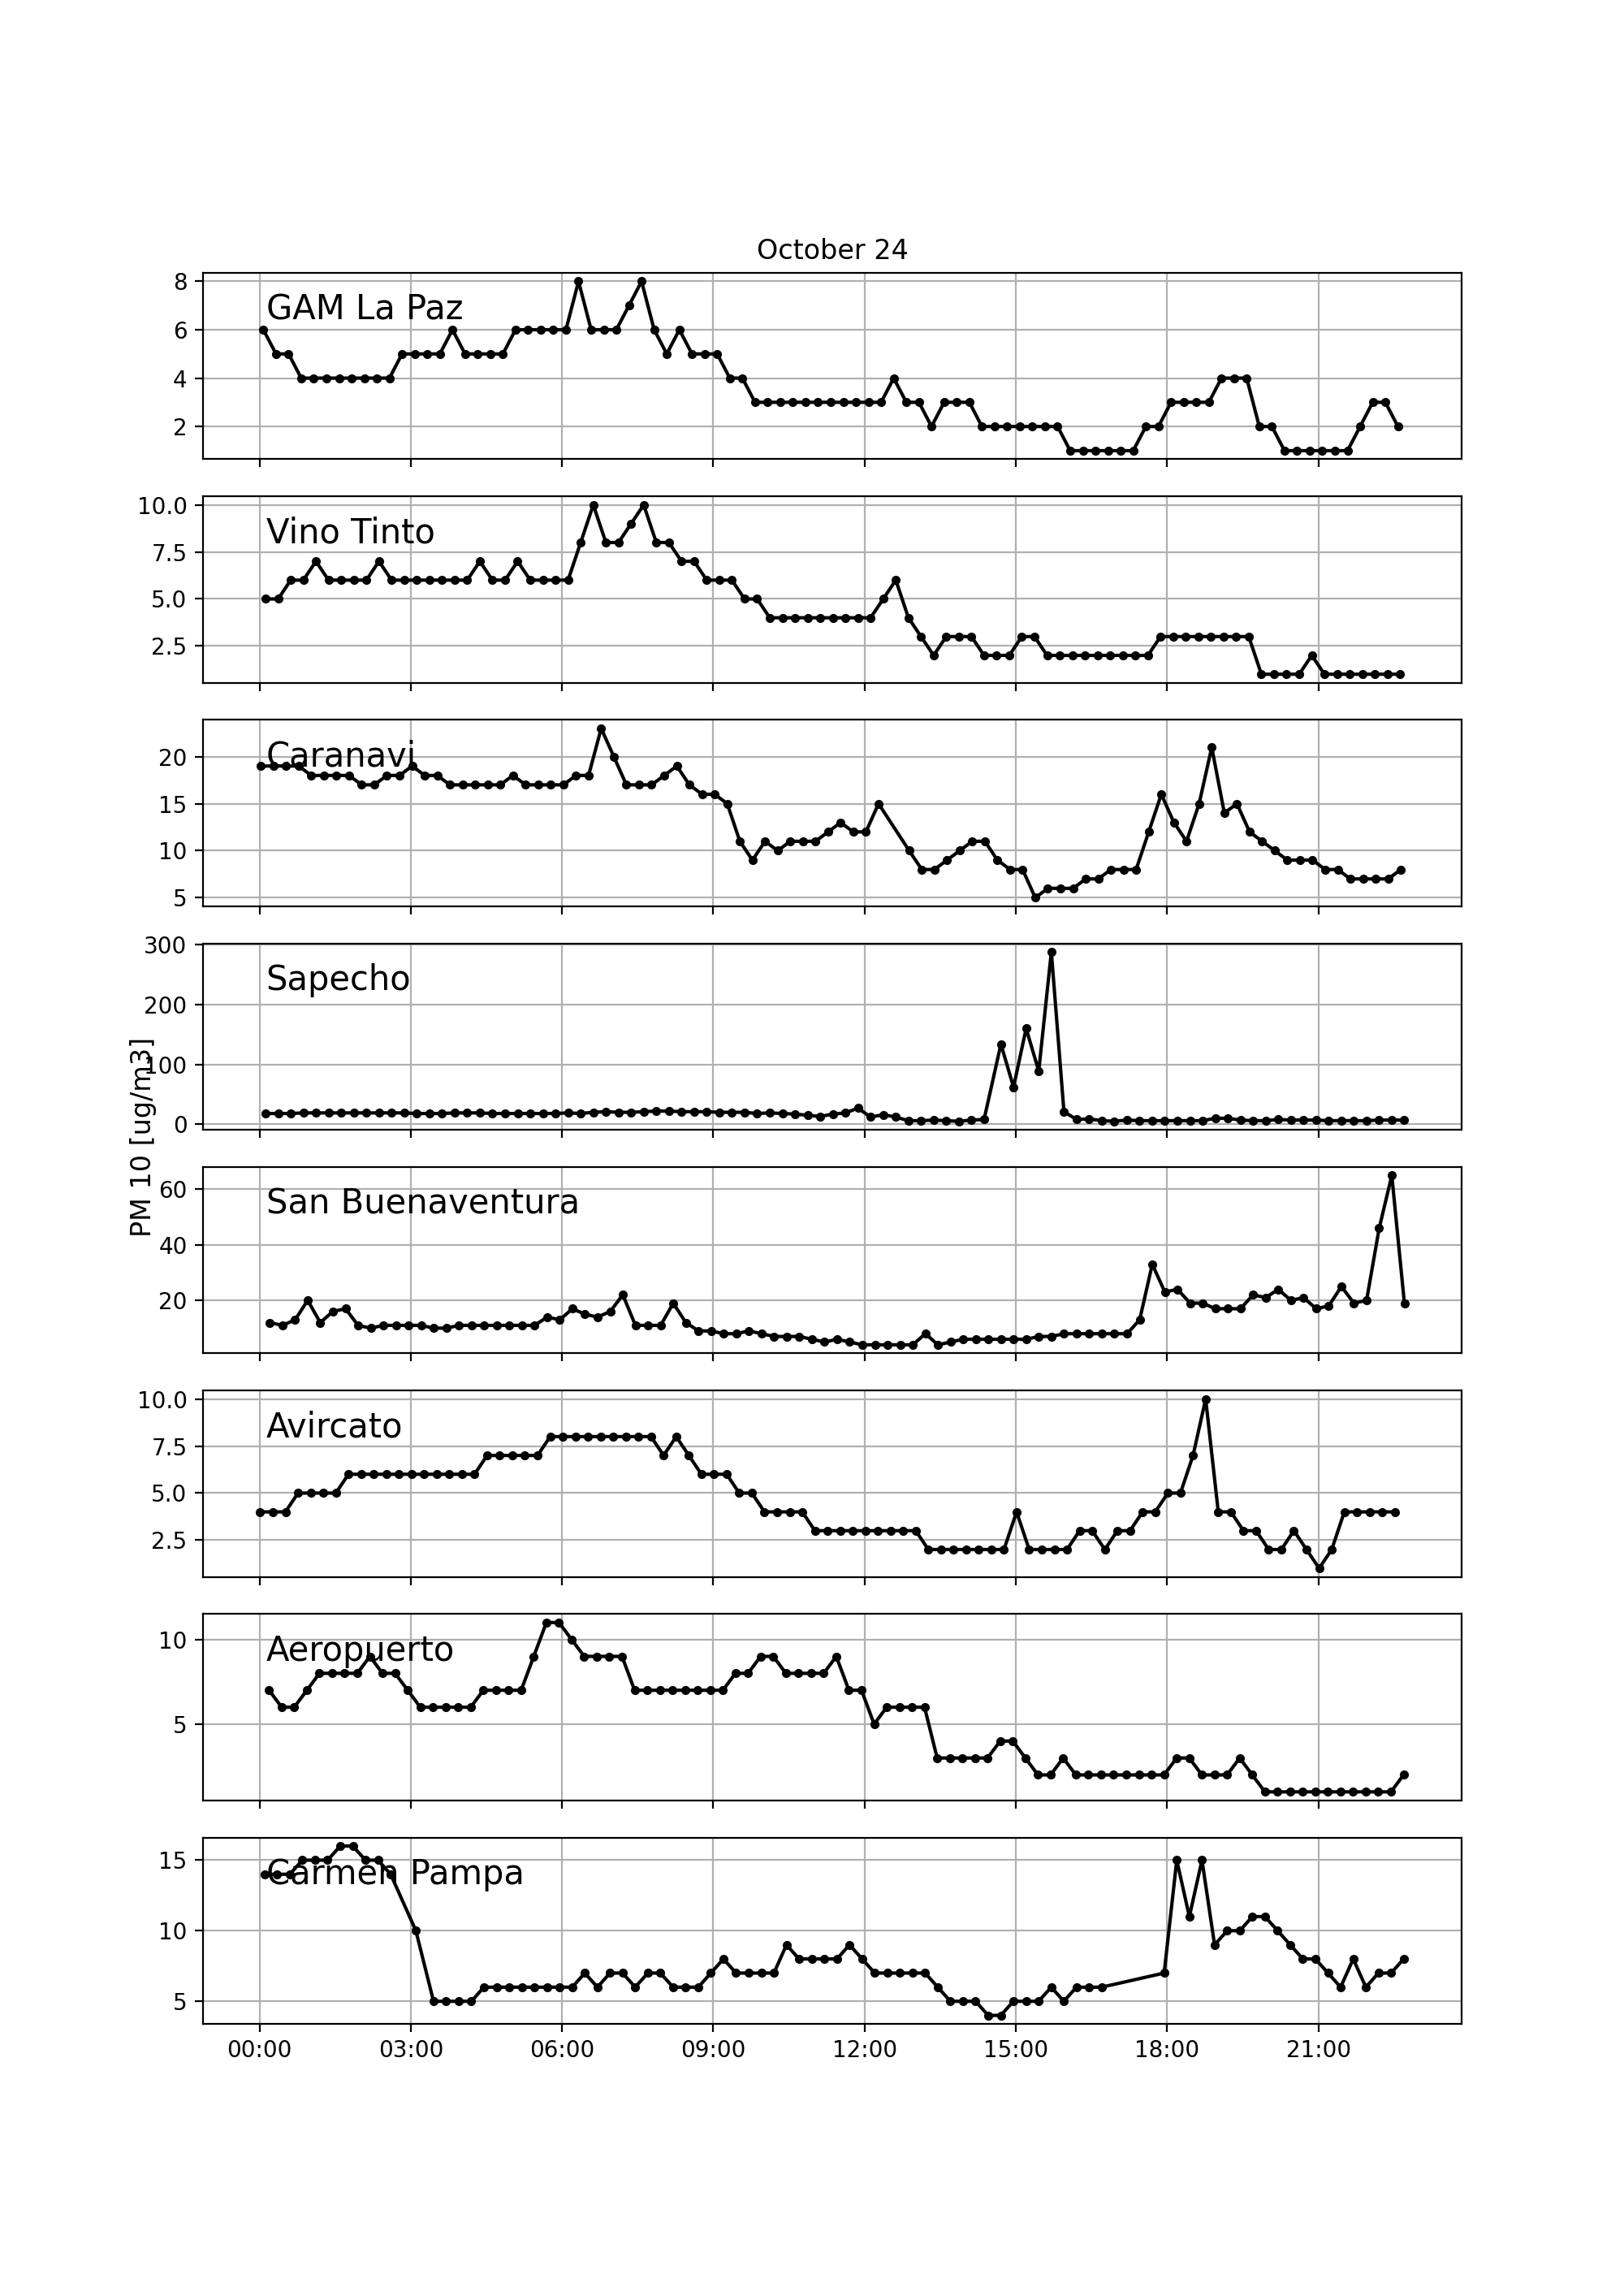 October 24
8
6
4
2
GAM La Paz
10.0
7.5
5.0
2.5
Vino Tinto
20
15
10
5
Caranavi
300
200
100
0
Sapecho
PM 10 [ug/m3]
60
40
20
San Buenaventura
10.0
7.5
5.0
2.5
Avircato
10
5
Aeropuerto
15
10
5
Carmen Pampa
00:00 03:00 06:00 09:00 12:00 15:00 18:00 21:00